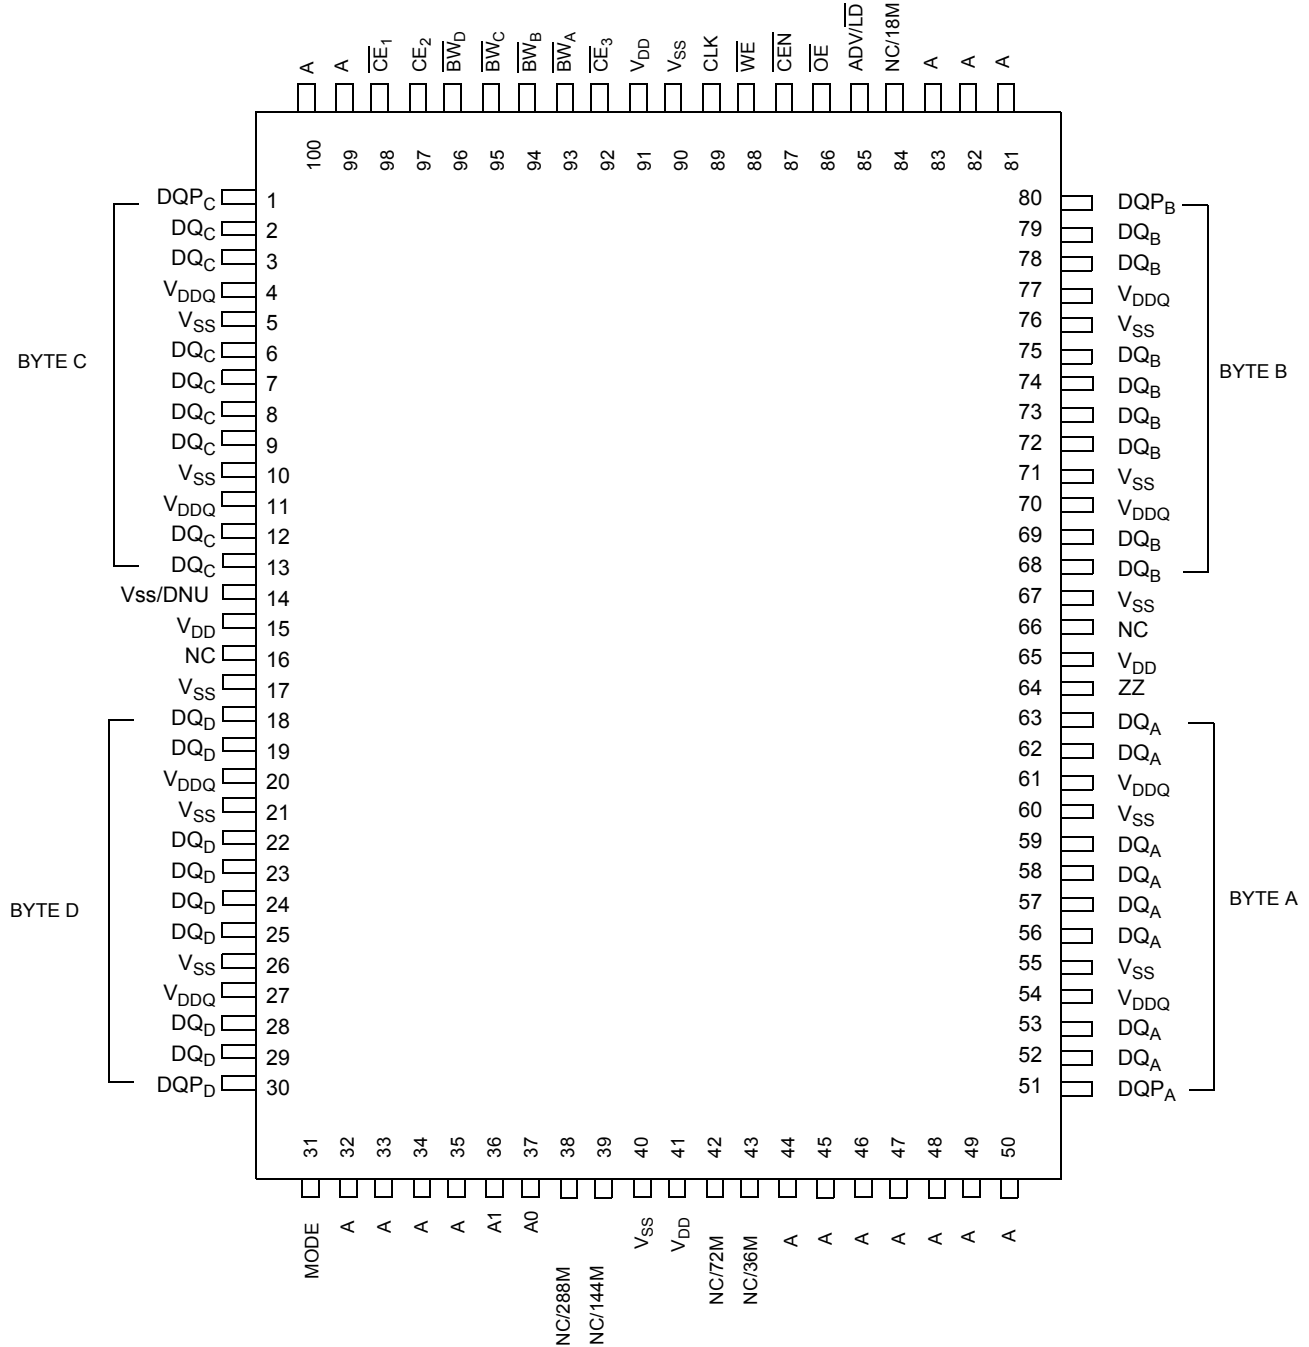 A A CE1 CE2 BWD BWC BWB BWA CE3 VDD VSS CLK WE CEN OE ADV/LD NC/18M A A A
100 99 98 97 96 95 94 93 92 91 90 89 88 87 86 85 84 83 82 81
DQPC 1 80 DQPB
DQC 2 79 DQB
DQC 3 78 DQB
VDDQ 4 77 VDDQ
VSS 5 76 VSS
DQC 6 75 DQB
BYTE C
BYTE B
DQC 7 74 DQB
DQC 8 73 DQB
DQC 9 72 DQB
VSS 10 71 VSS
VDDQ 11 70 VDDQ
DQC 12 69 DQB
DQC 13 68 DQB
Vss/DNU 14 67 VSS
VDD 15 66 NC
NC 16 65 VDD
VSS 17 64 ZZ
DQD 18 63 DQA
DQD 19 62 DQA
VDDQ 20 61 VDDQ
VSS 21 60 VSS
DQD 22 59 DQA
DQD 23 58 DQA
DQD 24 57 DQA
BYTE D
BYTE A
DQD 25 56 DQA
VSS 26 55 VSS
VDDQ 27 54 VDDQ
DQD 28 53 DQA
DQD 29 52 DQA
DQPD 30 51 DQPA
31 32 33 34 35 36 37 38 39 40 41 42 43 44 45 46 47 48 49 50
MODE A A A A A1 A0 NC/288M NC/144M VSS VDD NC/72M NC/36M A A A A A A A